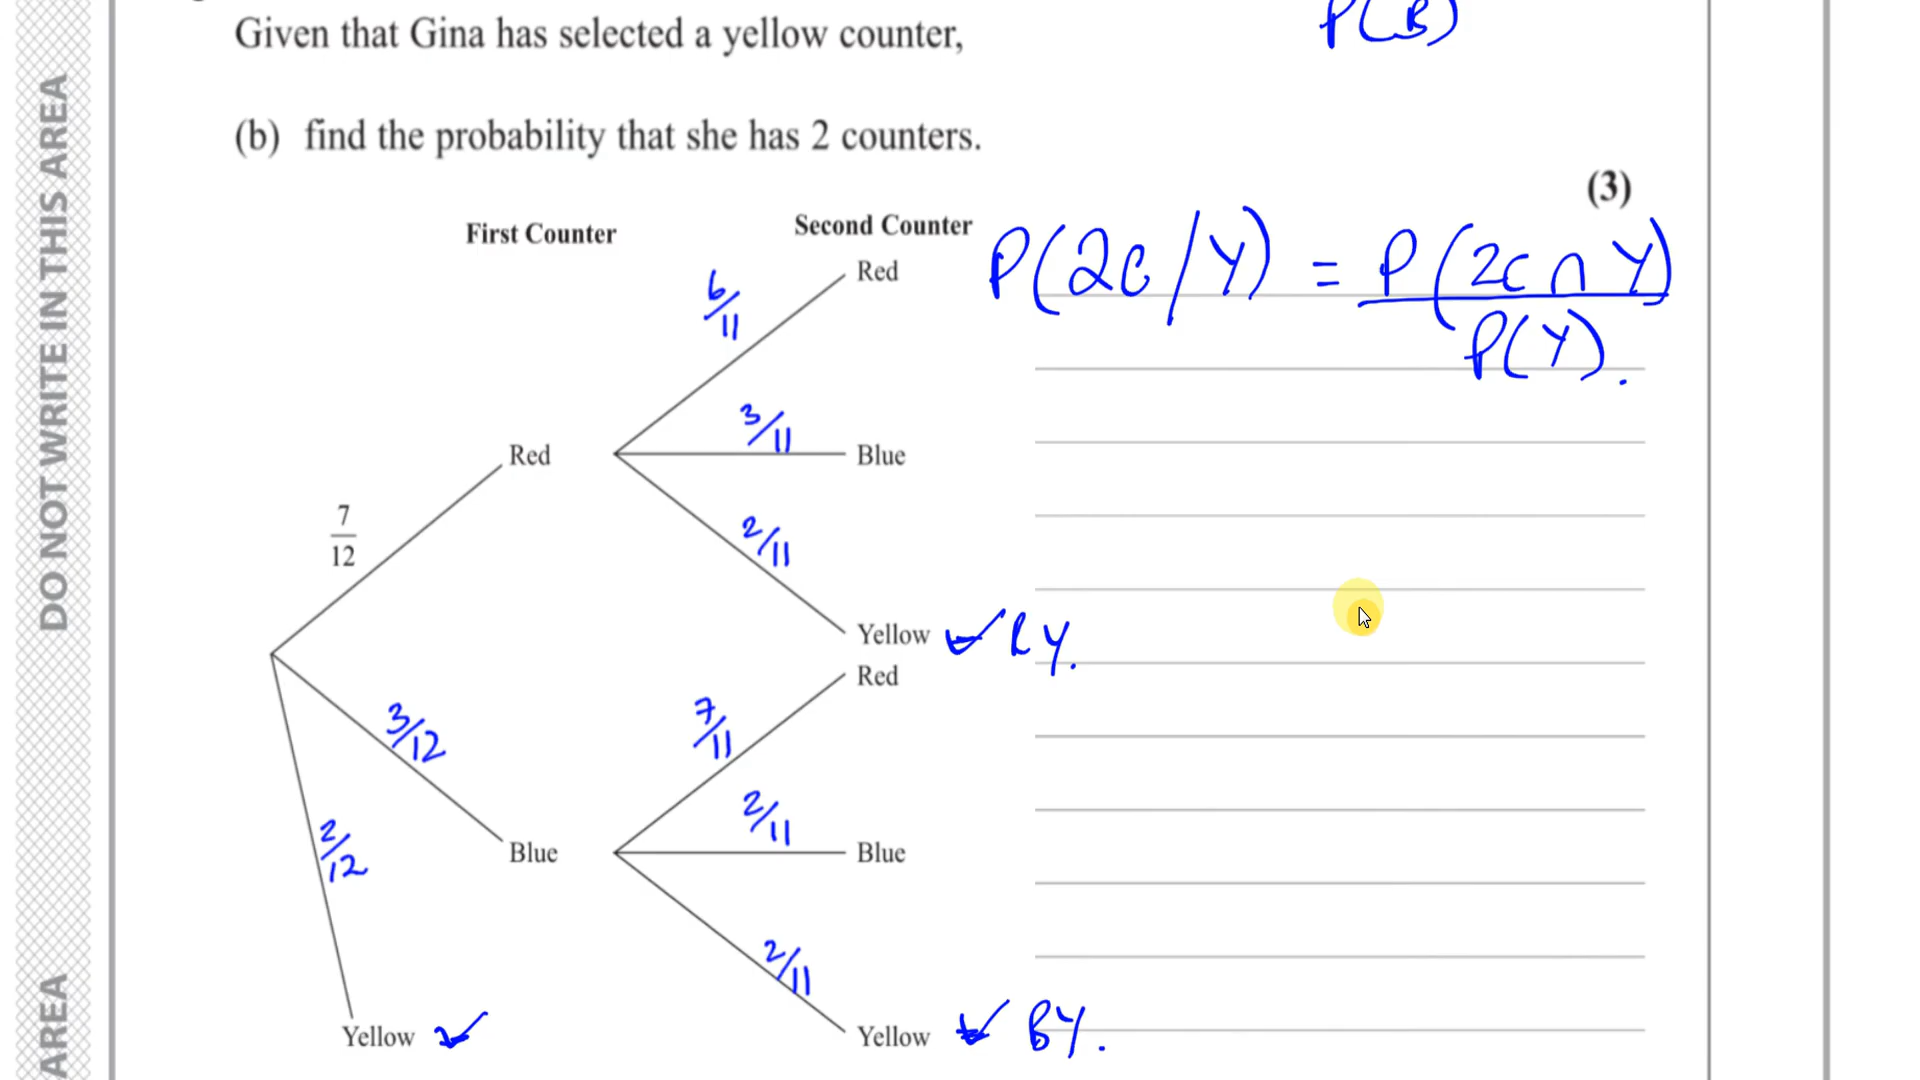 P(B)
Given that Gina has selected a yellow counter,
(b) find the probability that she has 2 counters.
(3)
First Counter
Second Counter
P(2C/Y) = P(2C∩Y)
P(Y).
Red
6/11
3/11
Red
Blue
7
12
2/11
Yellow ✓ RY.
Red
3/12
7/11
2/11
2/12
Blue
Blue
2/11
Yellow ✓
Yellow ✓ BY.
DO NOT WRITE IN THIS AREA
AREA